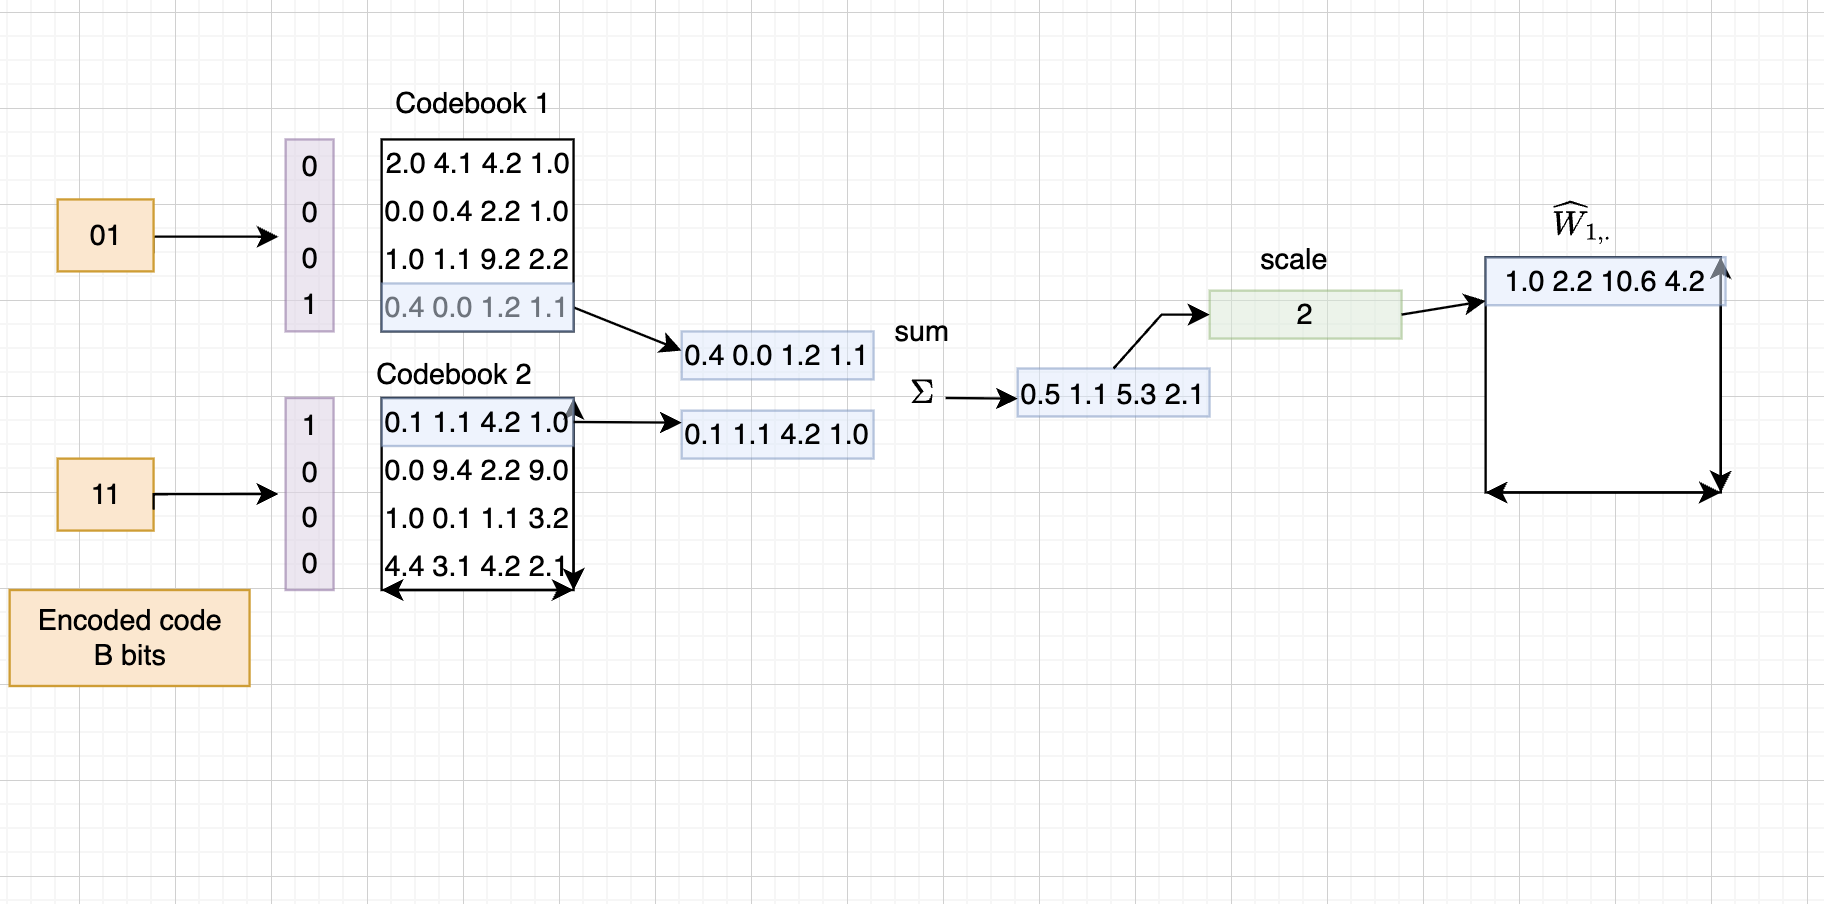 Codebook 1
01
0
0
0
1
2.0 4.1 4.2 1.0
0.0 0.4 2.2 1.0
1.0 1.1 9.2 2.2
0.4 0.0 1.2 1.1
0.4 0.0 1.2 1.1
Codebook 2
11
1
0
0
0
0.1 1.1 4.2 1.0
0.0 9.4 2.2 9.0
1.0 0.1 1.1 3.2
4.4 3.1 4.2 2.1
0.1 1.1 4.2 1.0
Encoded code
B bits
sum
Σ
0.5 1.1 5.3 2.1
scale
2
$\widehat{W}_{1,.}$
1.0 2.2 10.6 4.2